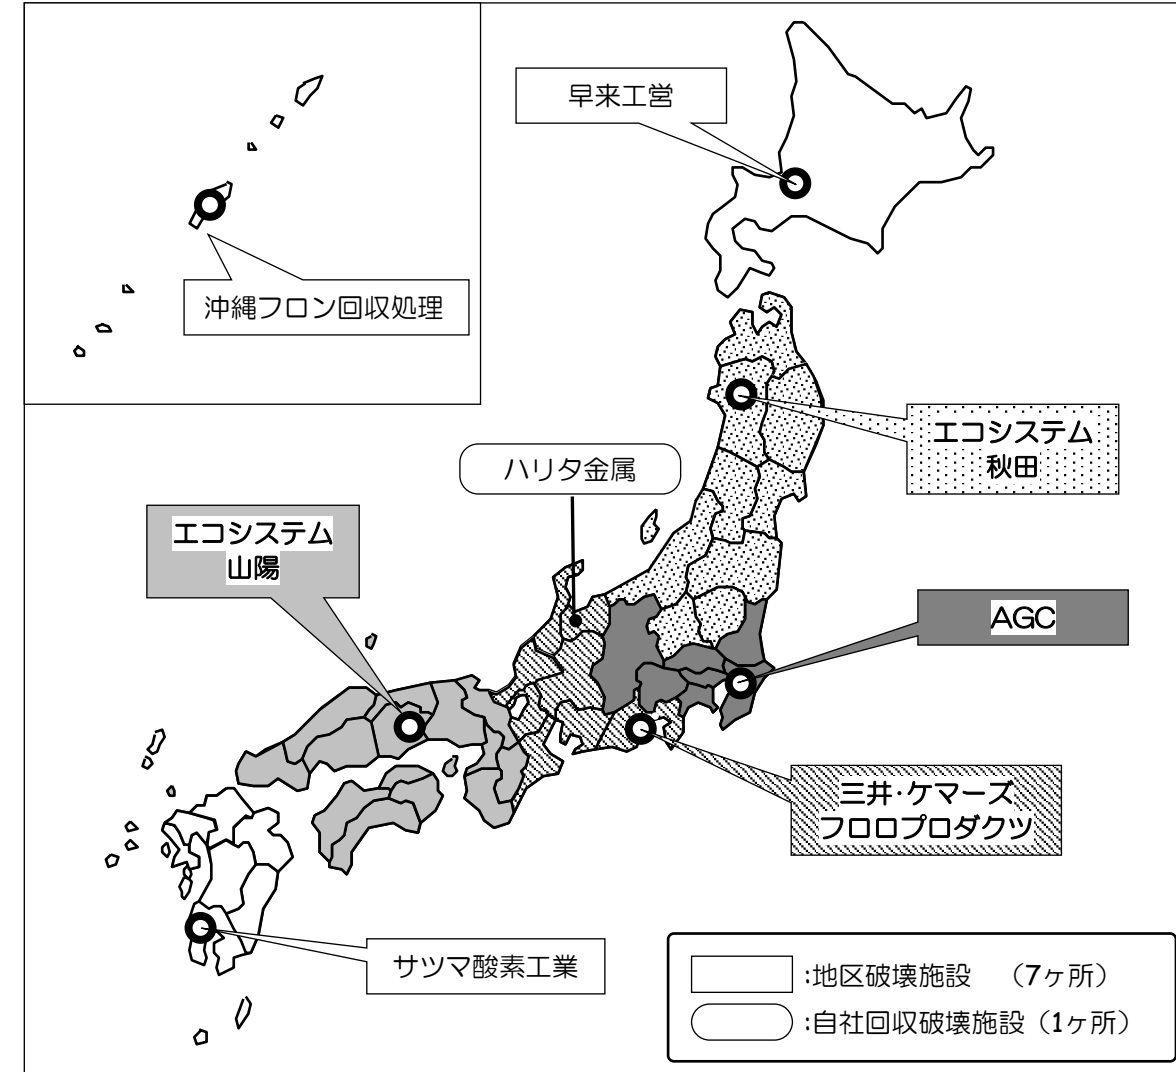 早来工営
沖縄フロン回収処理
エコシステム
秋田
ハリタ金属
エコシステム
山陽
AGC
三井・ケマーズ
フロロプロダクツ
サツマ酸素工業
:地区破壊施設 （7ヶ所）
:自社回収破壊施設（1ヶ所）